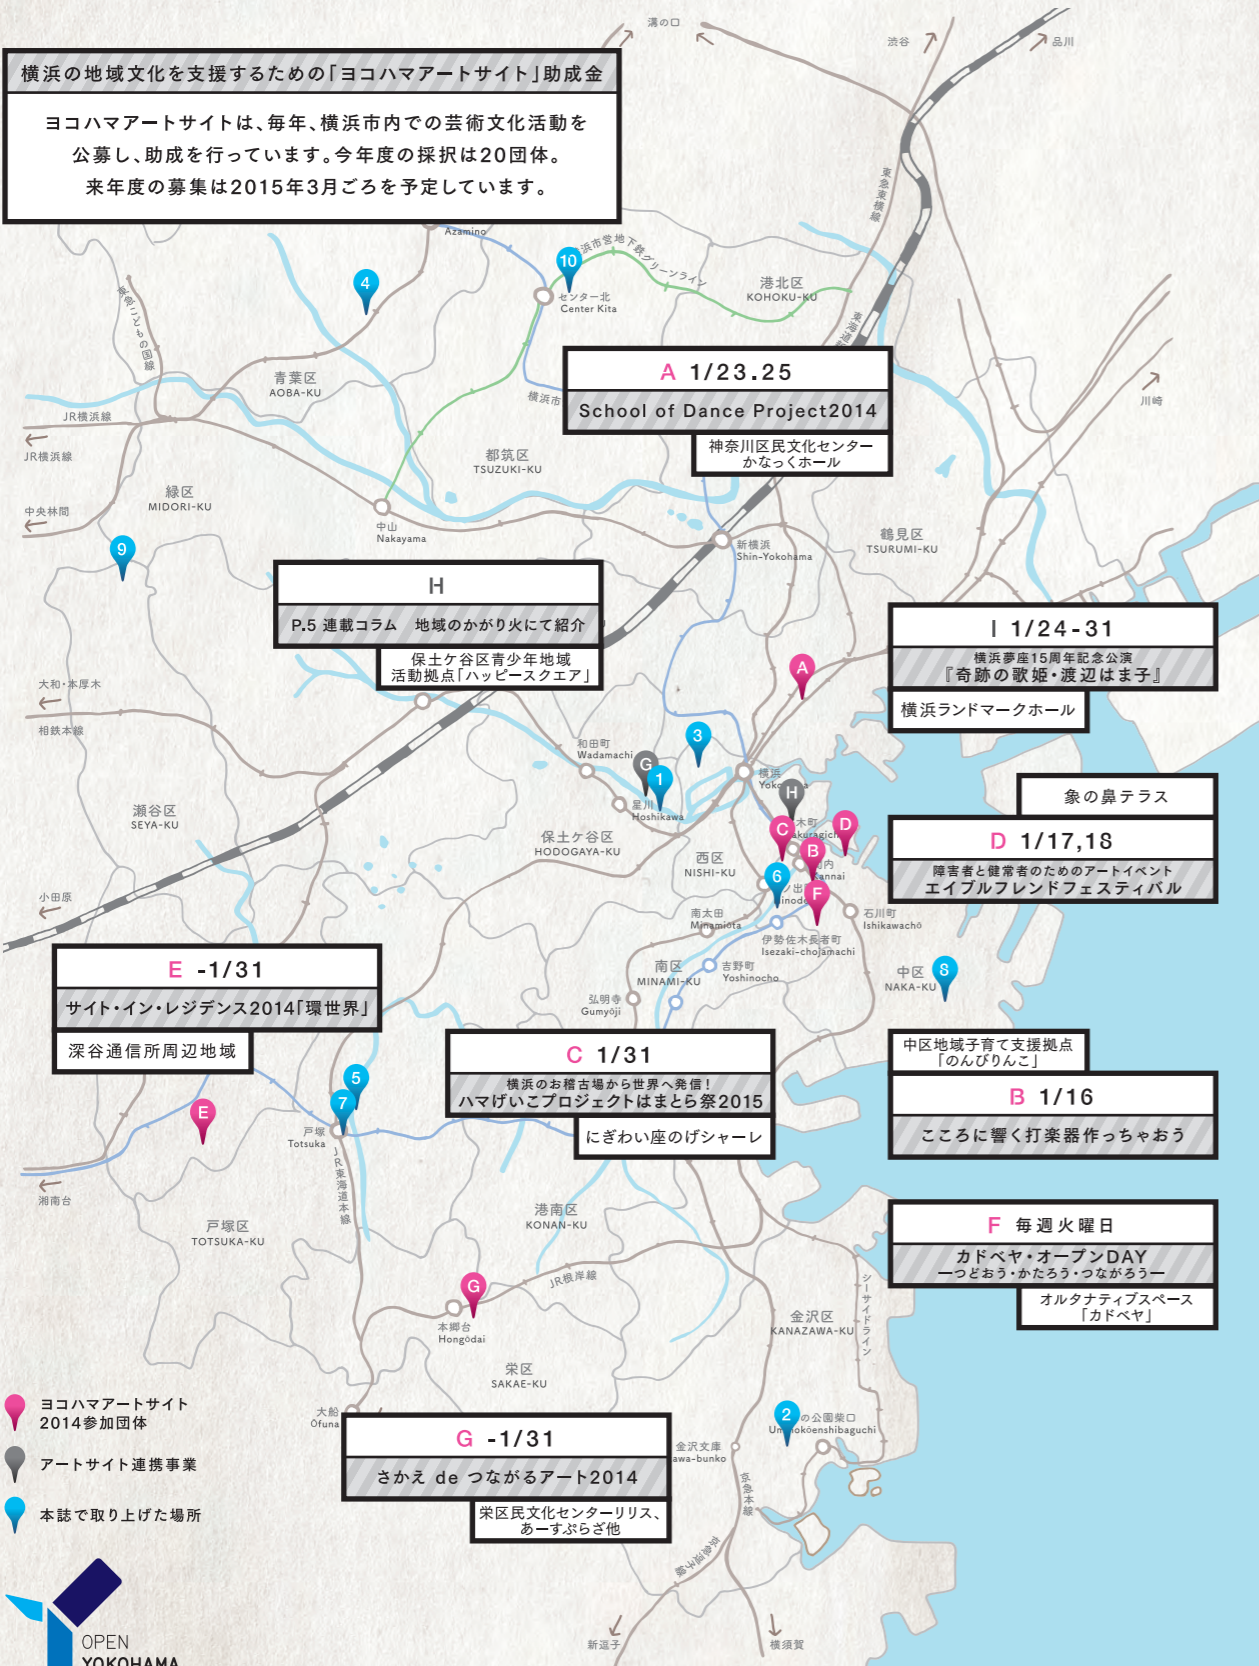 溝の口
渋谷
品川
横浜の地域文化を支援するための「ヨコハマアートサイト」助成金
ヨコハマアートサイトは、毎年、横浜市内での芸術文化活動を
公募し、助成を行っています。今年度の採択は20団体。
来年度の募集は2015年3月ごろを予定しています。
東急東横線
Azamino
浜市営地下鉄グリーンライン
10
4
センター北
Center Kita
港北区
KOHOKU-KU
青葉区
AOBA-KU
A 1/23.25
School of Dance Project2014
神奈川区民文化センター
かなっくホール
横浜市
川崎
JR横浜線
JR横浜線
都筑区
TSUZUKI-KU
緑区
MIDORI-KU
中央林間
中山
Nakayama
新横浜
Shin-Yokohama
鶴見区
TSURUMI-KU
9
H
P.5 連載コラム 地域のかがり火にて紹介
保土ケ谷区青少年地域
活動拠点「ハッピースクエア」
I 1/24-31
横浜夢座15周年記念公演
『奇跡の歌姫・渡辺はま子』
横浜ランドマークホール
A
大和・本厚木
相鉄本線
3
和田町
Wadamachi
G
1
星川
Hoshikawa
横浜
H
木町
C
D
B
瀬谷区
SEYA-KU
保土ケ谷区
HODOGAYA-KU
西区
NISHI-KU
6
F
象の鼻テラス
D 1/17,18
障害者と健常者のためのアートイベント
エイブルフレンドフェスティバル
小田原
南太田
Minamiōta
石川町
Ishikawachō
伊勢佐木長者町
Isezaki-chojamachi
南区
MINAMI-KU
吉野町
Yoshinocho
中区
NAKA-KU
8
弘明寺
Gumyōji
E -1/31
サイト・イン・レジデンス2014「環世界」
深谷通信所周辺地域
C 1/31
横浜のお稽古場から世界へ発信！
ハマげいこプロジェクトはまとら祭2015
にぎわい座のげシャーレ
中区地域子育て支援拠点
「のんびりんこ」
B 1/16
こころに響く打楽器作っちゃおう
5
7
E
戸塚
Totsuka
JR東海道本線
湘南台
戸塚区
TOTSUKA-KU
港南区
KONAN-KU
F 毎週火曜日
カドベヤ・オープンDAY
―つどおう・かたろう・つながろう―
オルタナティブスペース
「カドベヤ」
G
JR根岸線
本郷台
Hongōdai
シーサイドライン
金沢区
KANAZAWA-KU
栄区
SAKAE-KU
ヨコハマアートサイト
2014参加団体
アートサイト連携事業
本誌で取り上げた場所
大船
Ōfuna
G -1/31
さかえ de つながるアート2014
栄区民文化センターリリス、
あーすぷらざ他
2
の公園柴口
金沢文庫
awa-bunko
京急本線
京急逗子線
新逗子
横須賀
OPEN
YOKOHAMA